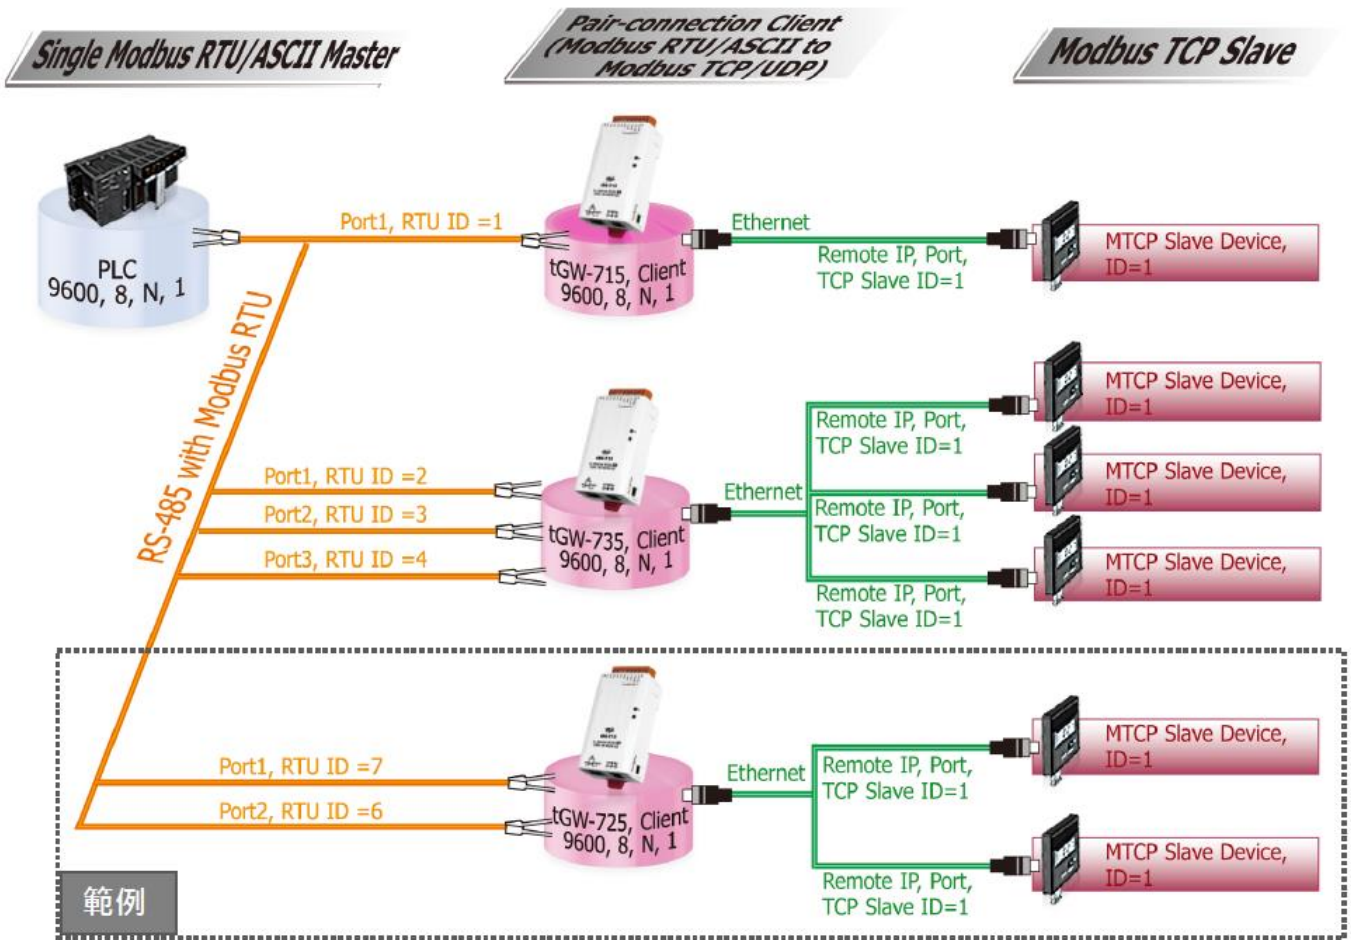 Single Modbus RTU/ASCII Master
Pair-connection Client
(Modbus RTU/ASCII to
Modbus TCP/UDP)
Modbus TCP Slave
PLC
9600, 8, N, 1
Port1, RTU ID =1
tGW-715, Client
9600, 8, N, 1
Ethernet
Remote IP, Port,
TCP Slave ID=1
MTCP Slave Device,
ID=1
RS-485 with Modbus RTU
Port1, RTU ID =2
Port2, RTU ID =3
Port3, RTU ID =4
tGW-735, Client
9600, 8, N, 1
Ethernet
Remote IP, Port,
TCP Slave ID=1
MTCP Slave Device,
ID=1
Remote IP, Port,
TCP Slave ID=1
MTCP Slave Device,
ID=1
Remote IP, Port,
TCP Slave ID=1
MTCP Slave Device,
ID=1
Port1, RTU ID =7
Port2, RTU ID =6
tGW-725, Client
9600, 8, N, 1
Ethernet
Remote IP, Port,
TCP Slave ID=1
MTCP Slave Device,
ID=1
Remote IP, Port,
TCP Slave ID=1
MTCP Slave Device,
ID=1
範例